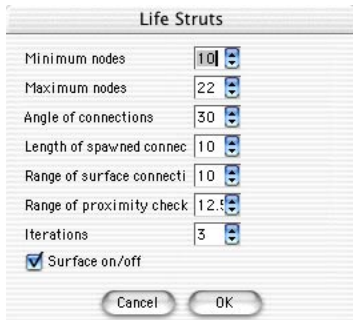 Life Struts
Minimum nodes 10
Maximum nodes 22
Angle of connections 30
Length of spawned connec 10
Range of surface connecti 10
Range of proximity check 12.5
Iterations 3
Surface on/off
Cancel OK